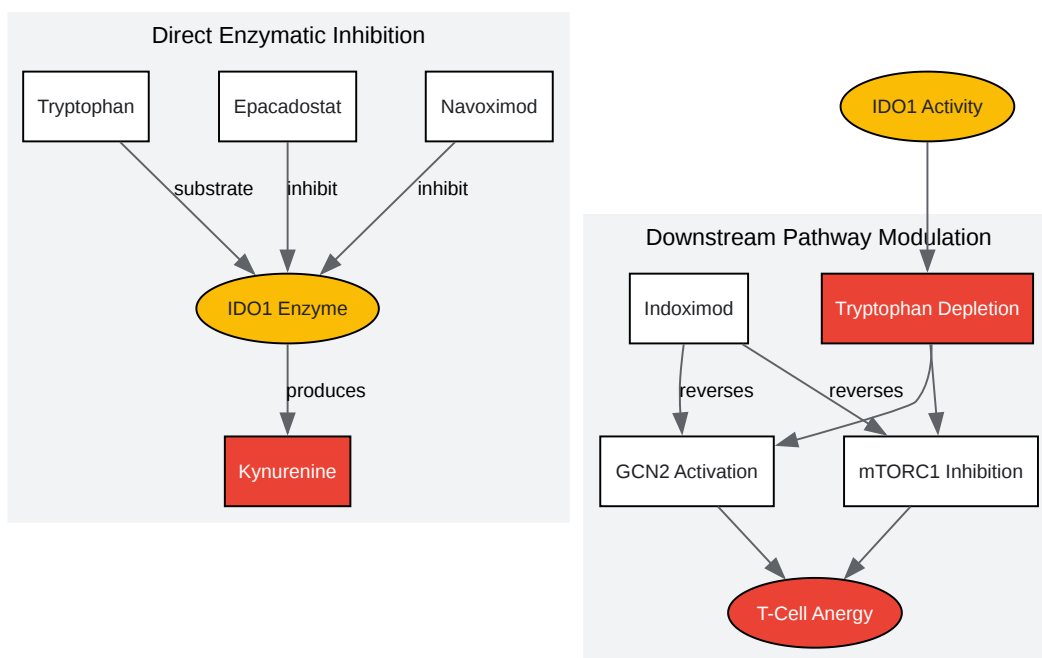 Direct Enzymatic Inhibition
Tryptophan
Epacadostat
Navoximod
substrate
inhibit
inhibit
IDO1 Enzyme
produces
Kynurenine
IDO1 Activity
Downstream Pathway Modulation
Indoximod
Tryptophan Depletion
reverses
reverses
GCN2 Activation
mTORC1 Inhibition
T-Cell Anergy